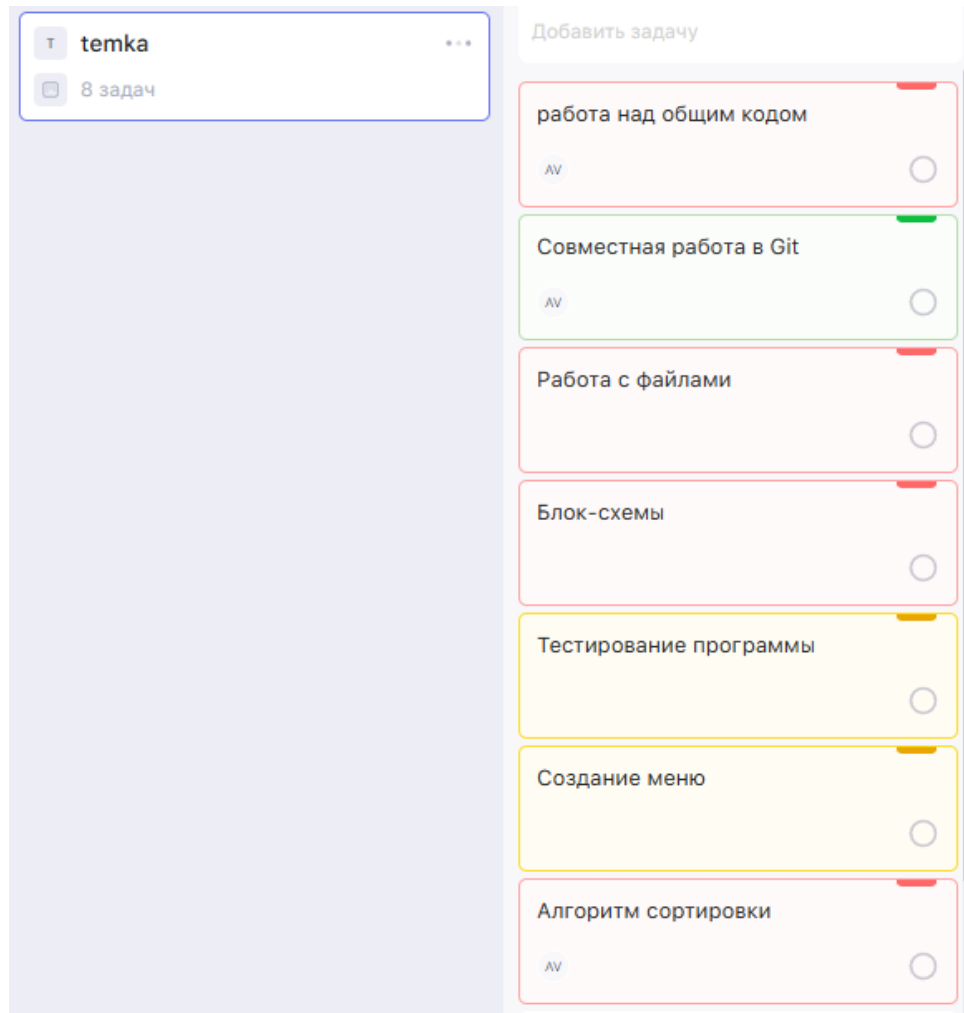 T temka
8 задач
Добавить задачу
работа над общим кодом
AV
Совместная работа в Git
AV
Работа с файлами
Блок-схемы
Тестирование программы
Создание меню
Алгоритм сортировки
AV